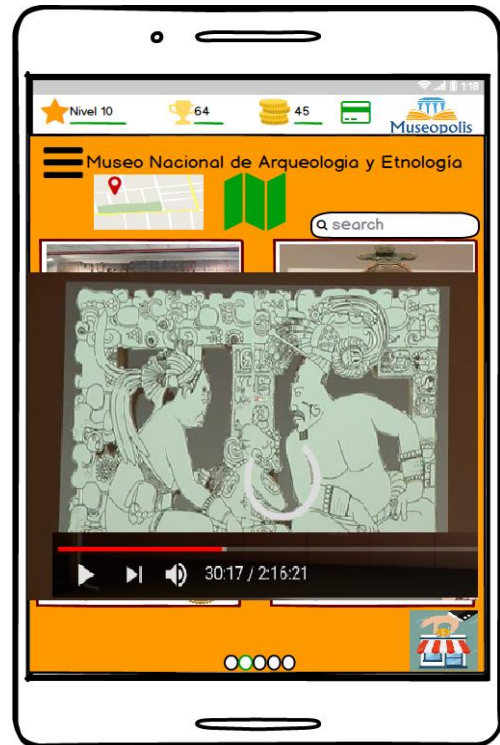 1:18
Nivel 10
64
45
Museopolis
Museo Nacional de Arqueologia y Etnología
search
30:17 / 2:16:21